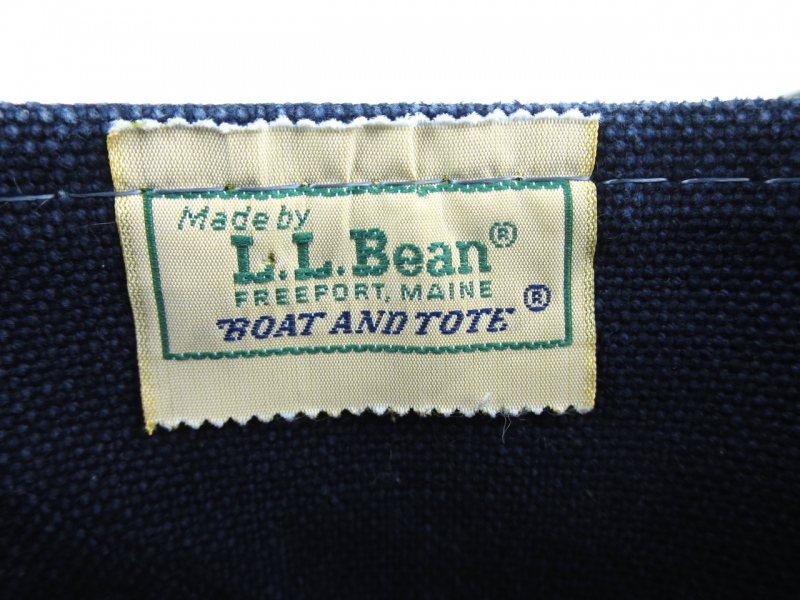 Made by
L.L.Bean®
FREEPORT, MAINE
BOAT AND TOTE®